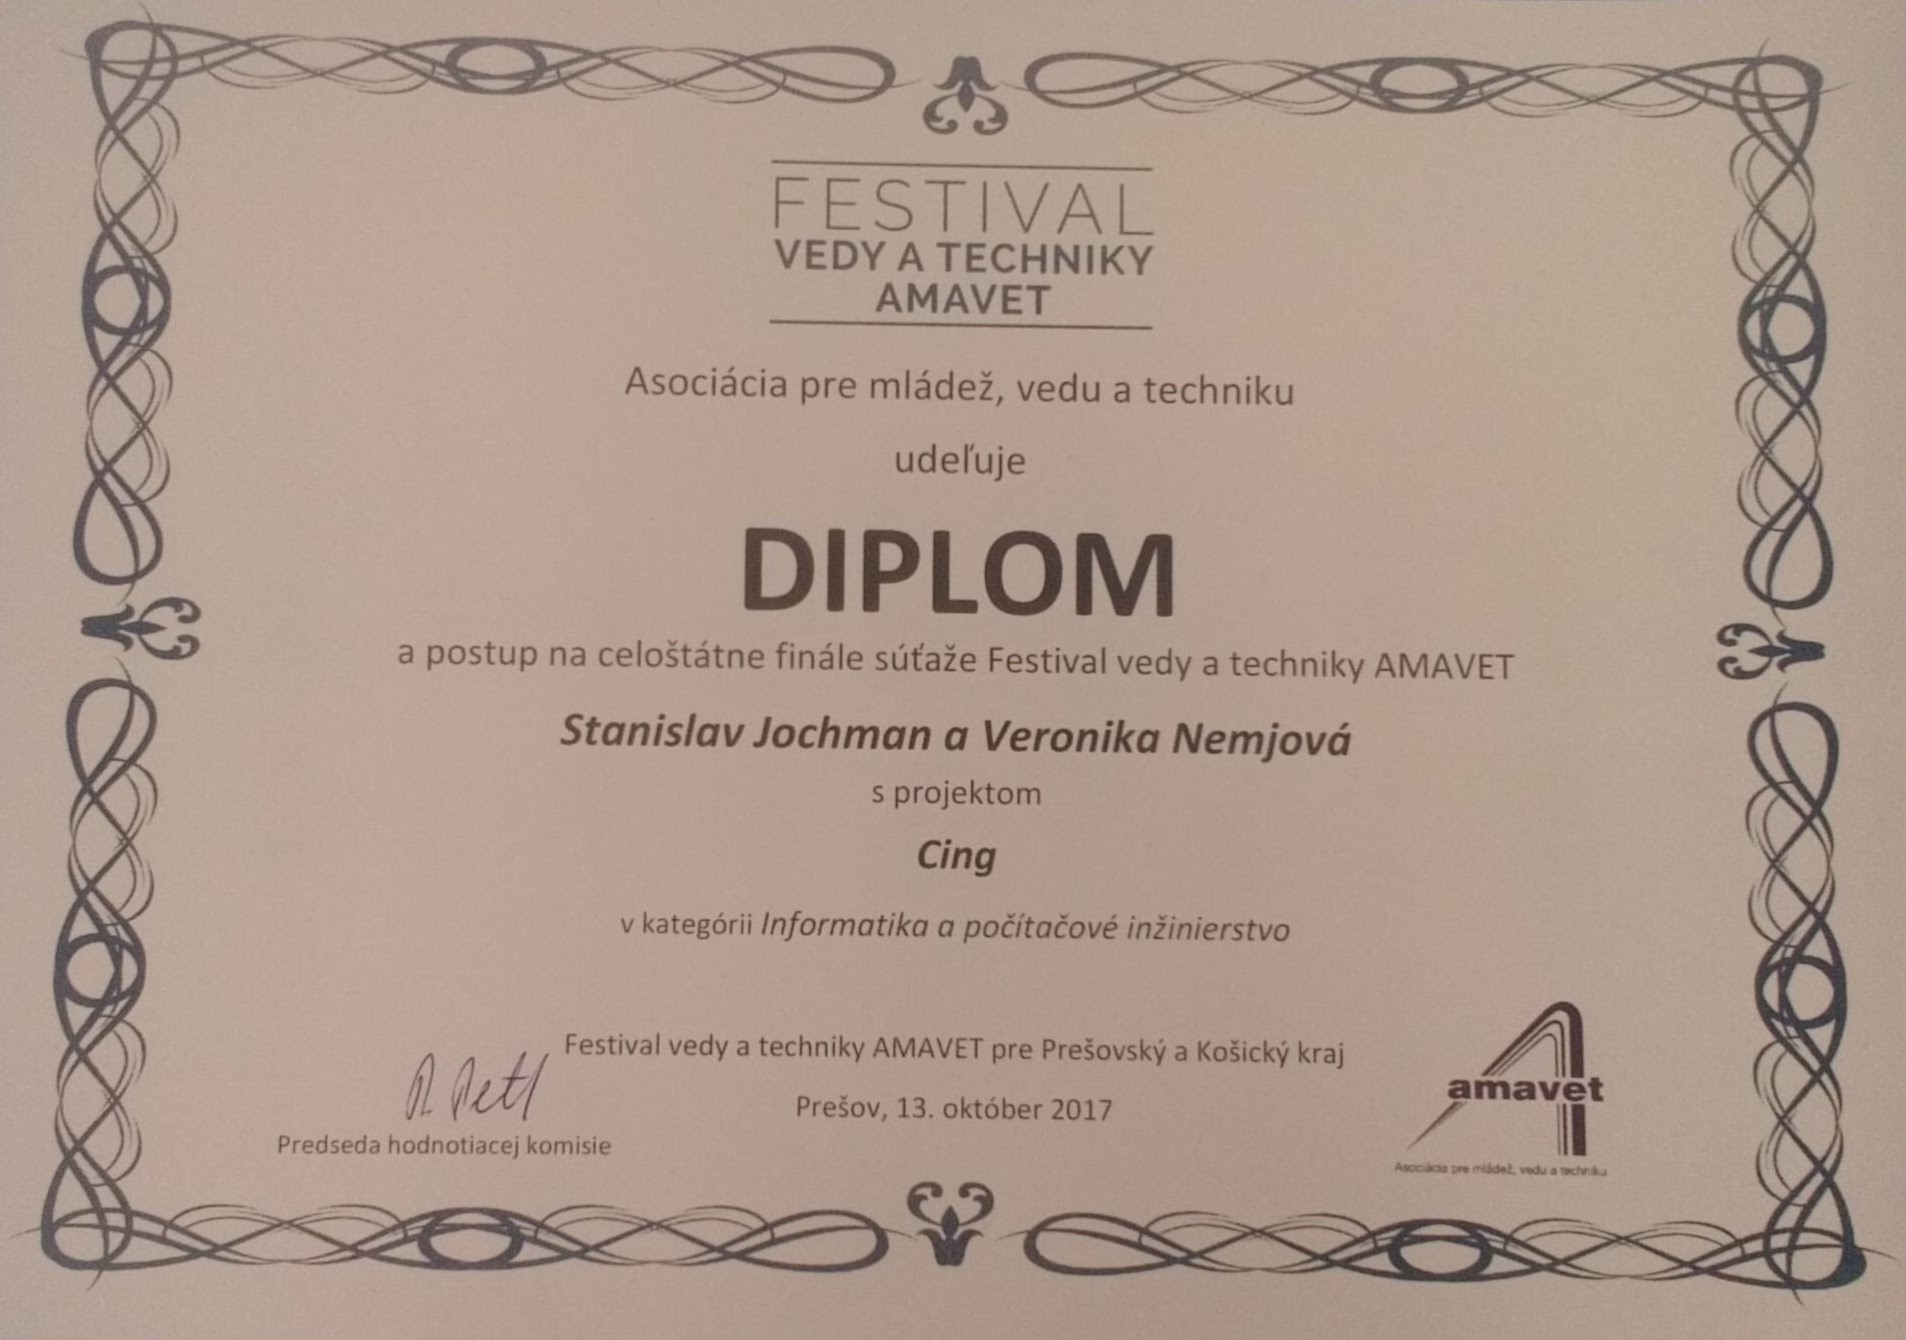 FESTIVAL
VEDY A TECHNIKY
AMAVET
Asociácia pre mládež, vedu a techniku
udeľuje
DIPLOM
a postup na celoštátne finále súťaže Festival vedy a techniky AMAVET
Stanislav Jochman a Veronika Nemjová
s projektom
Cing
v kategórii Informatika a počítačové inžinierstvo
Festival vedy a techniky AMAVET pre Prešovský a Košický kraj
Prešov, 13. október 2017
Predseda hodnotiacej komisie
amavet
Asociácia pre mládež, vedu a techniku